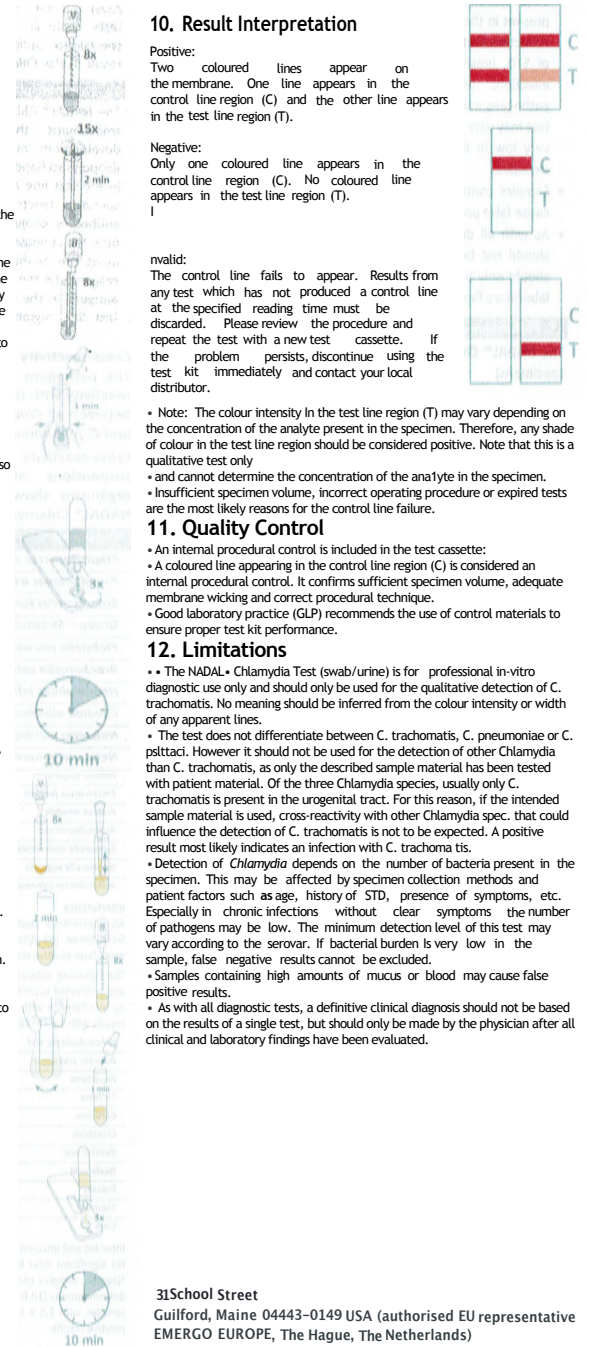 8x
15x
2 min
8x
1 min
3x
10 min
8x
2 min
8x
1 min
3x
10 min
the
ne
e
y
e
to
so
.
n.
to
10. Result Interpretation
Positive:
Two coloured lines appear on
the membrane. One line appears in the
control line region (C) and the other line appears
in the test line region (T).
Negative:
Only one coloured line appears in the
control line region (C). No coloured line
appears in the test line region (T).
I
nvalid:
The control line fails to appear. Results from
any test which has not produced a control line
at the specified reading time must be
discarded. Please review the procedure and
repeat the test with a new test cassette. If
the problem persists, discontinue using the
test kit immediately and contact your local
distributor.
C
T
C
T
C
T
• Note: The colour intensity In the test line region (T) may vary depending on
the concentration of the analyte present in the specimen. Therefore, any shade
of colour in the test line region should be considered positive. Note that this is a
qualitative test only
• and cannot determine the concentration of the ana1yte in the specimen.
• Insufficient specimen volume, incorrect operating procedure or expired tests
are the most likely reasons for the control line failure.
11. Quality Control
• An internal procedural control is included in the test cassette:
• A coloured line appearing in the control line region (C) is considered an
internal procedural control. It confirms sufficient specimen volume, adequate
membrane wicking and correct procedural technique.
• Good laboratory practice (GLP) recommends the use of control materials to
ensure proper test kit performance.
12. Limitations
• • The NADAL• Chlamydia Test (swab/urine) is for professional in-vitro
diagnostic use only and should only be used for the qualitative detection of C.
trachomatis. No meaning should be inferred from the colour intensity or width
of any apparent lines.
• The test does not differentiate between C. trachomatis, C. pneumoniae or C.
pslttaci. However it should not be used for the detection of other Chlamydia
than C. trachomatis, as only the described sample material has been tested
with patient material. Of the three Chlamydia species, usually only C.
trachomatis is present in the urogenital tract. For this reason, if the intended
sample material is used, cross-reactivity with other Chlamydia spec. that could
influence the detection of C. trachomatis is not to be expected. A positive
result most likely indicates an infection with C. trachoma tis.
• Detection of Chlamydia depends on the number of bacteria present in the
specimen. This may be affected by specimen collection methods and
patient factors such as age, history of STD, presence of symptoms, etc.
Especially in chronic infections without clear symptoms the number
of pathogens may be low. The minimum detection level of this test may
vary according to the serovar. If bacterial burden Is very low in the
sample, false negative results cannot be excluded.
• Samples containing high amounts of mucus or blood may cause false
positive results.
• As with all diagnostic tests, a definitive clinical diagnosis should not be based
on the results of a single test, but should only be made by the physician after all
clinical and laboratory findings have been evaluated.
31School Street
Guilford, Maine 04443-0149 USA (authorised EU representative
EMERGO EUROPE, The Hague, The Netherlands)